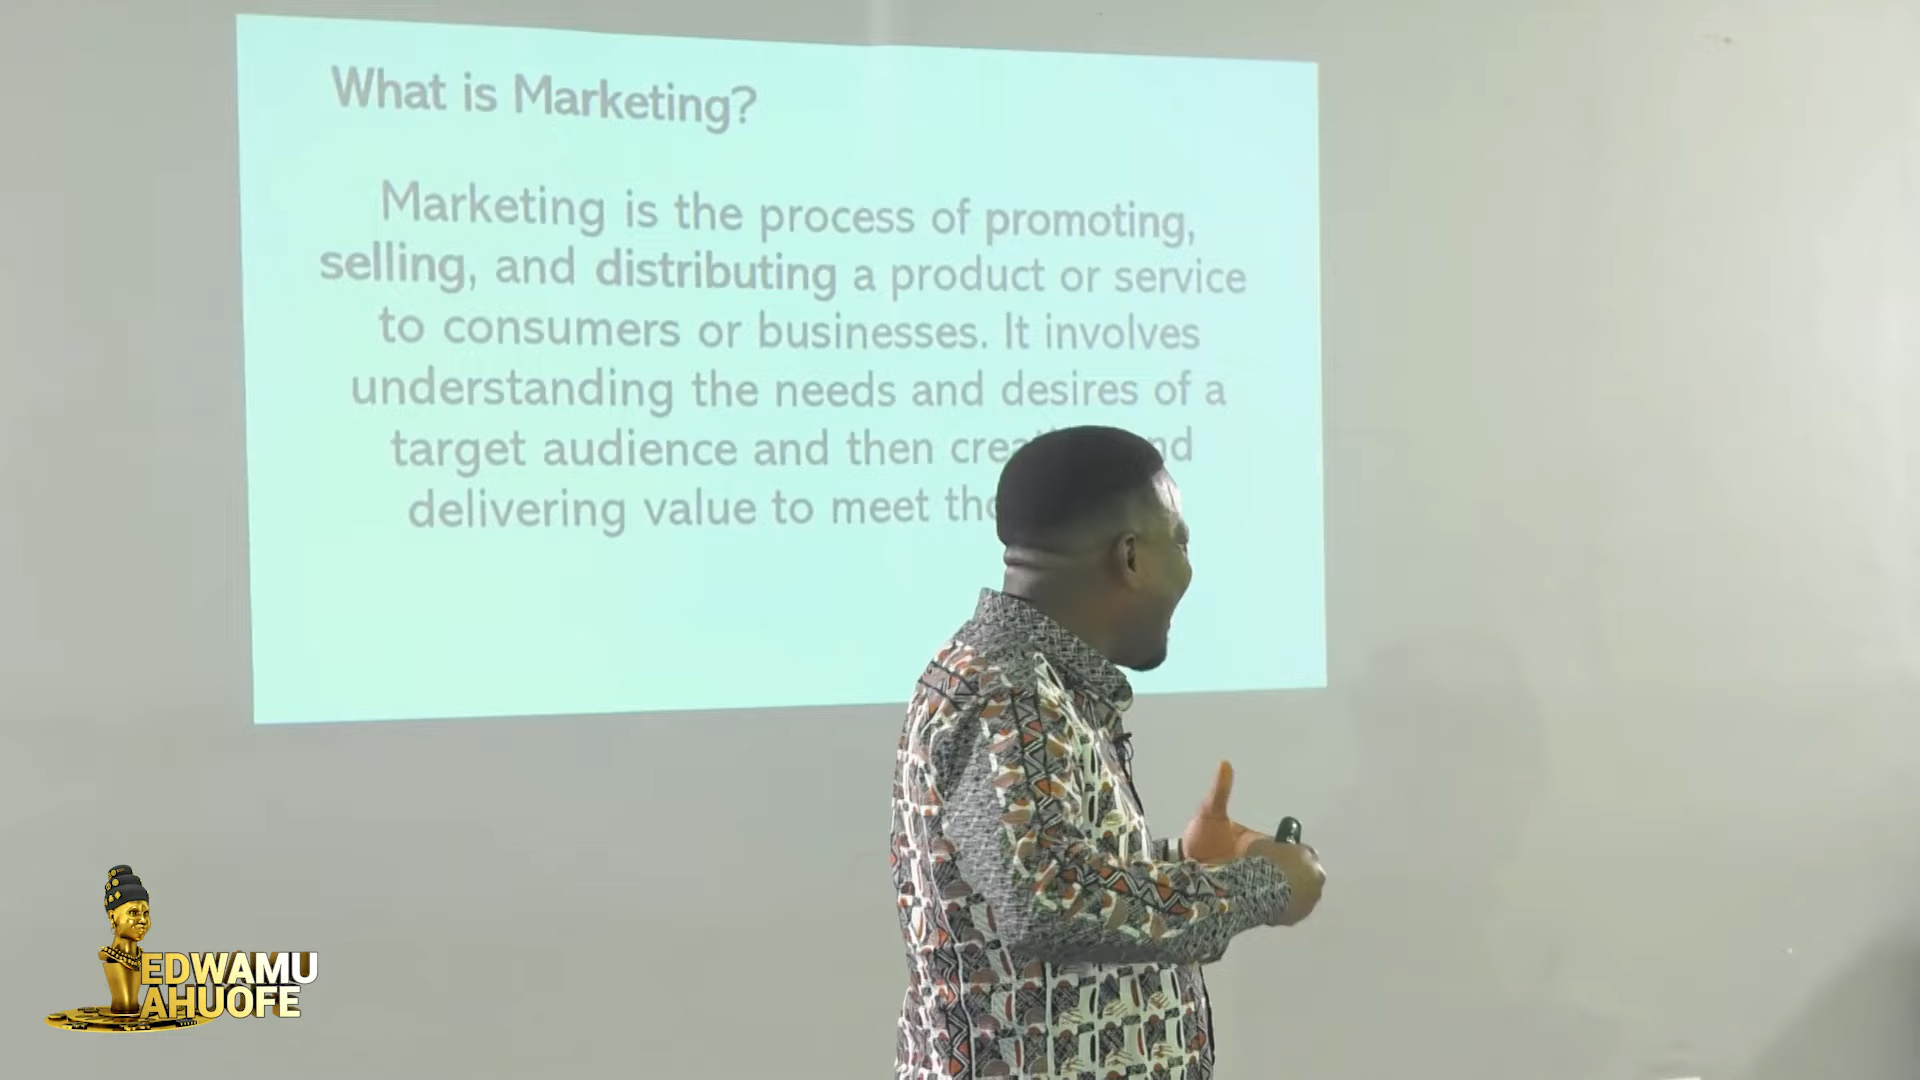 What is Marketing?
Marketing is the process of promoting,
selling, and distributing a product or service
to consumers or businesses. It involves
understanding the needs and desires of a
target audience and then
delivering value to meet
EDWAMU
AHUOFE